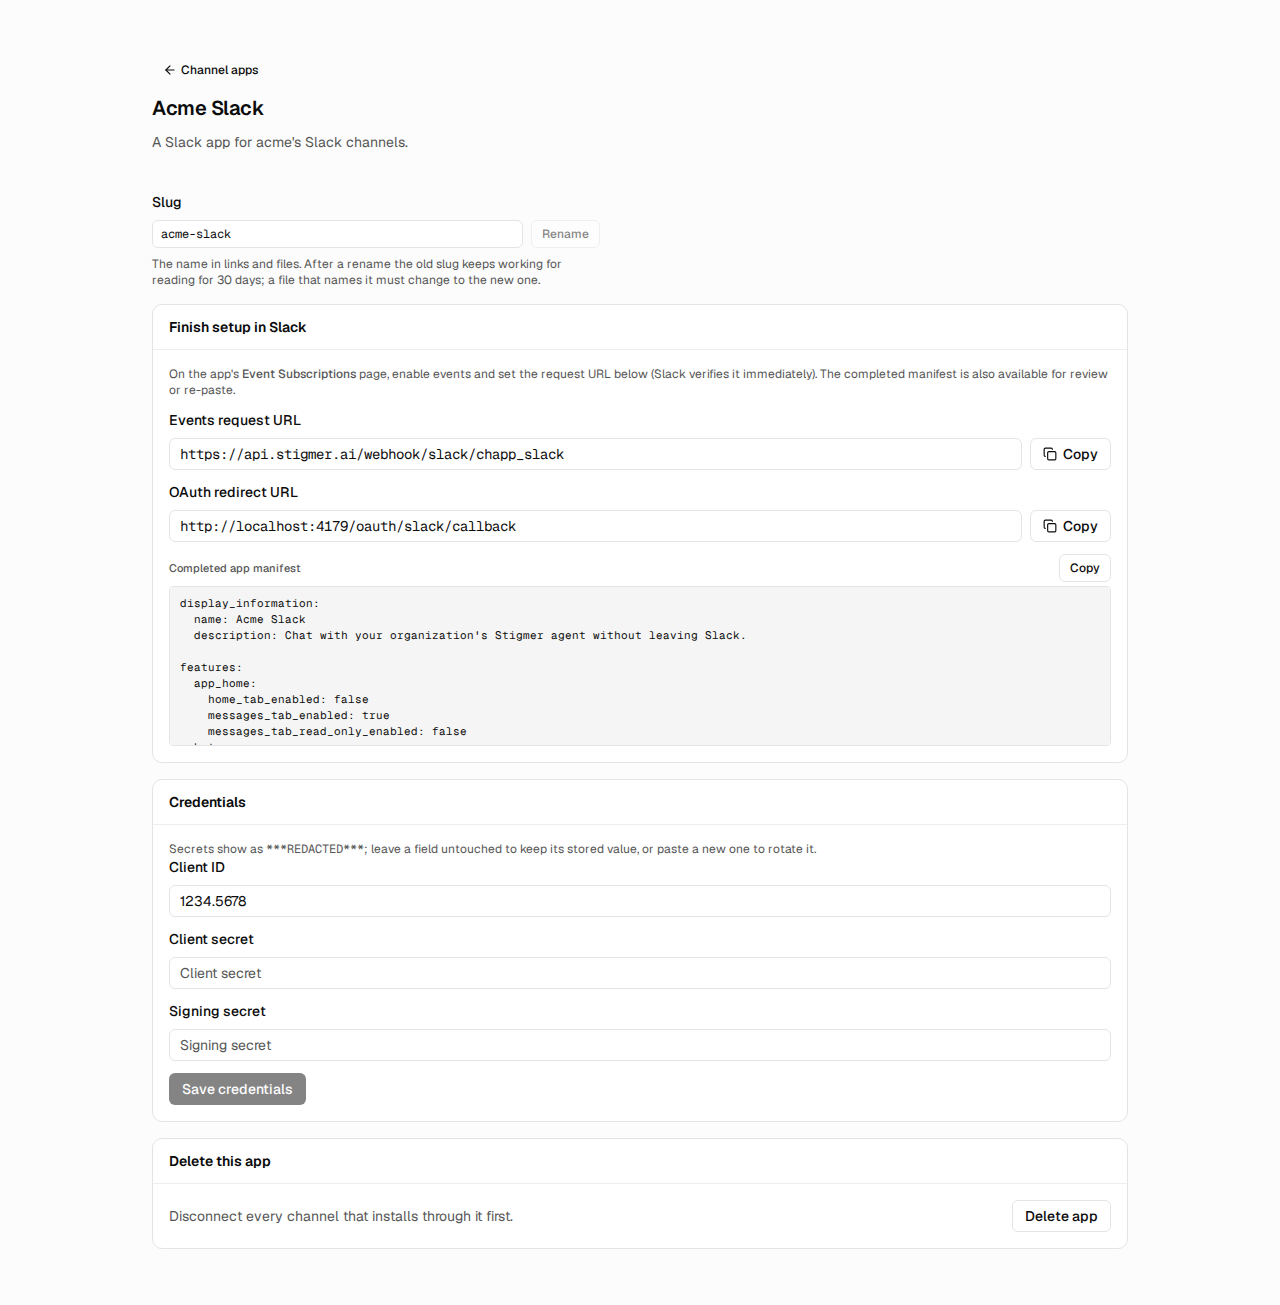 Channel apps
Acme Slack
A Slack app for acme's Slack channels.
Slug
acme-slack
Rename
The name in links and files. After a rename the old slug keeps working for
reading for 30 days; a file that names it must change to the new one.
Finish setup in Slack
On the app's Event Subscriptions page, enable events and set the request URL below (Slack verifies it immediately). The completed manifest is also available for review
or re-paste.
Events request URL
https://api.stigmer.ai/webhook/slack/chapp_slack
Copy
OAuth redirect URL
http://localhost:4179/oauth/slack/callback
Copy
Completed app manifest
Copy
display_information:
  name: Acme Slack
  description: Chat with your organization's Stigmer agent without leaving Slack.
features:
  app_home:
    home_tab_enabled: false
    messages_tab_enabled: true
    messages_tab_read_only_enabled: false
Credentials
Secrets show as ***REDACTED***; leave a field untouched to keep its stored value, or paste a new one to rotate it.
Client ID
1234.5678
Client secret
Client secret
Signing secret
Signing secret
Save credentials
Delete this app
Disconnect every channel that installs through it first.
Delete app